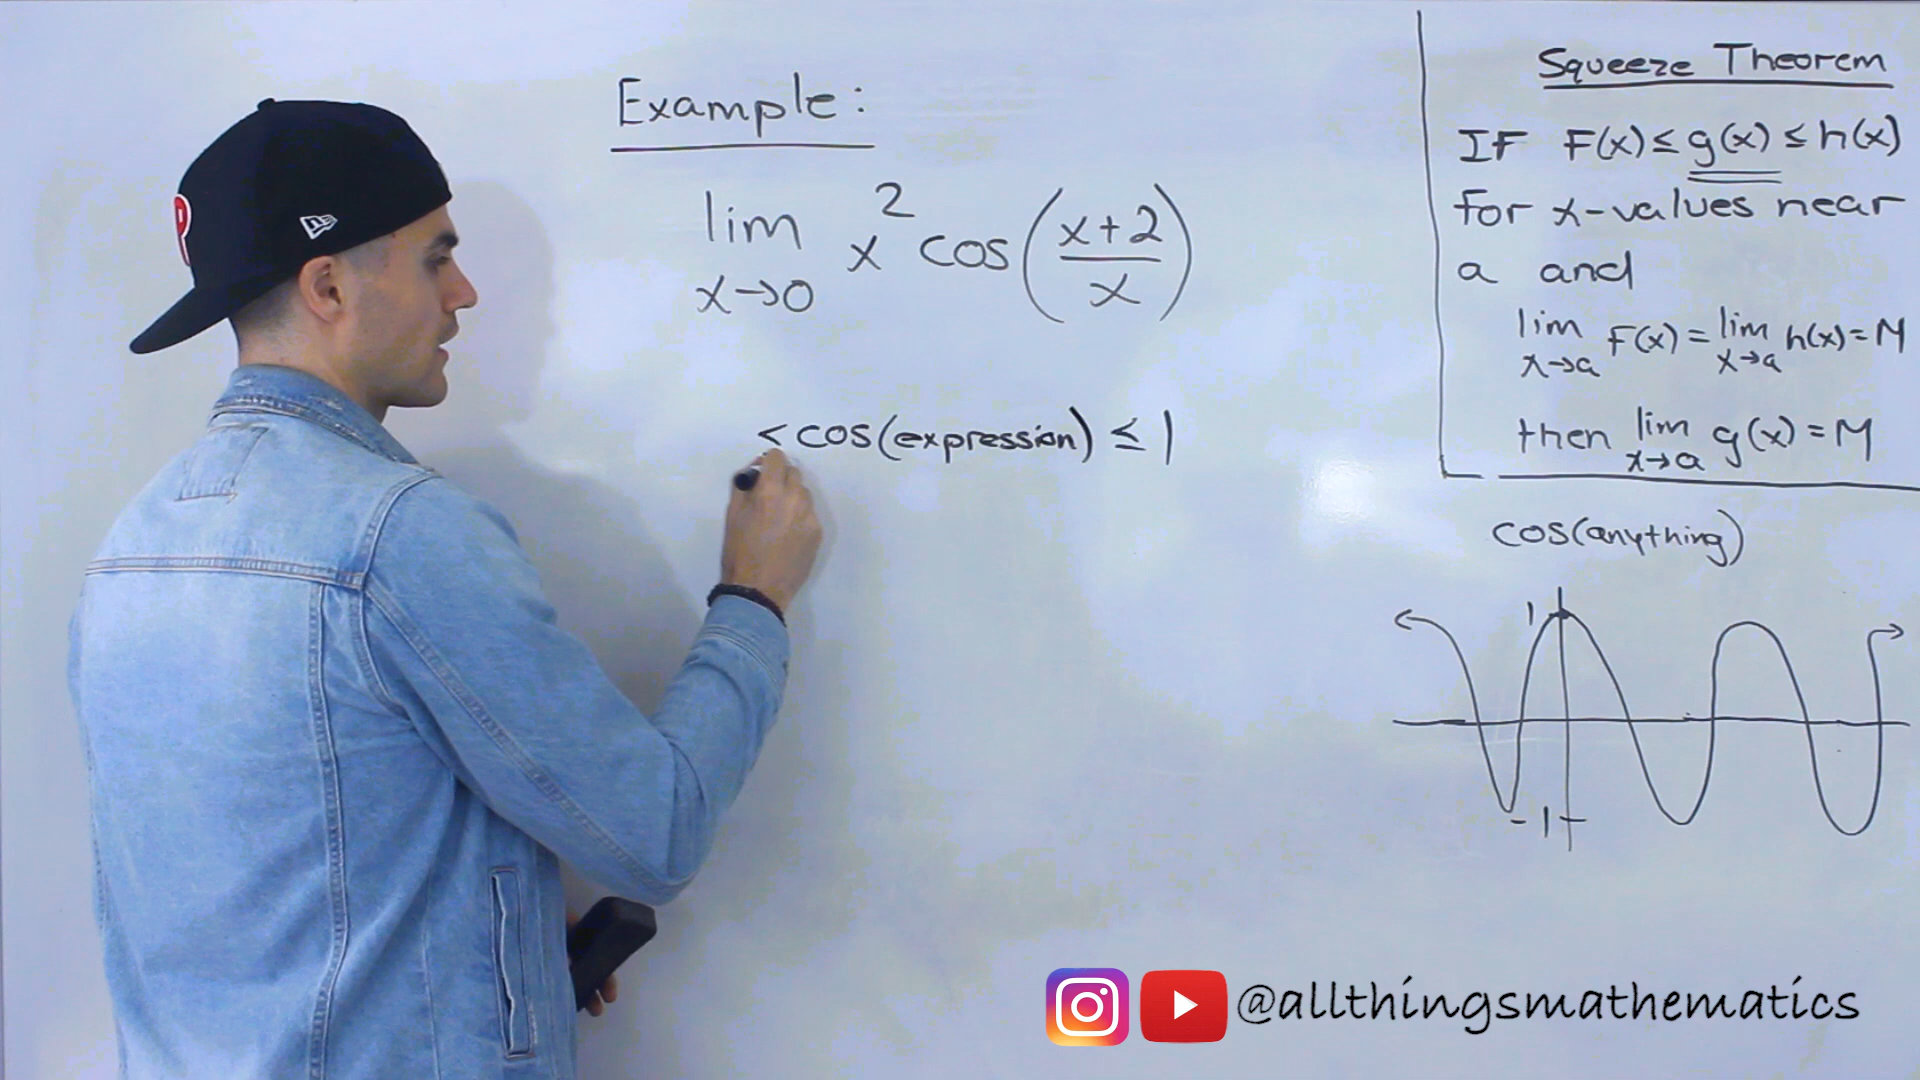 Example:
lim x→0 x² cos(x+2/x)
< cos(expression) ≤ 1
Squeeze Theorem
IF F(x) ≤ g(x) ≤ h(x)
for x-values near
a and
lim x→a F(x) = lim x→a h(x) = M
then lim x→a g(x) = M
cos(anything)
1
-1
@allthingsmathematics
P